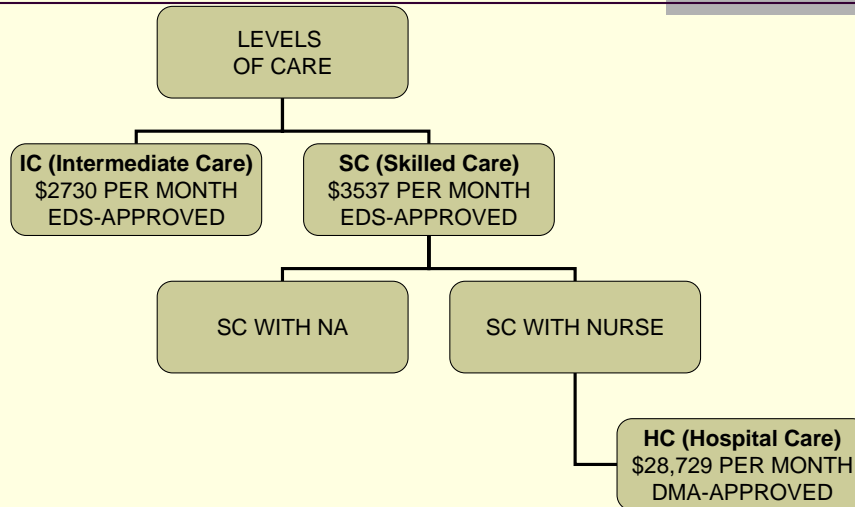 LEVELS
OF CARE
IC (Intermediate Care)
$2730 PER MONTH
EDS-APPROVED
SC (Skilled Care)
$3537 PER MONTH
EDS-APPROVED
SC WITH NA
SC WITH NURSE
HC (Hospital Care)
$28,729 PER MONTH
DMA-APPROVED